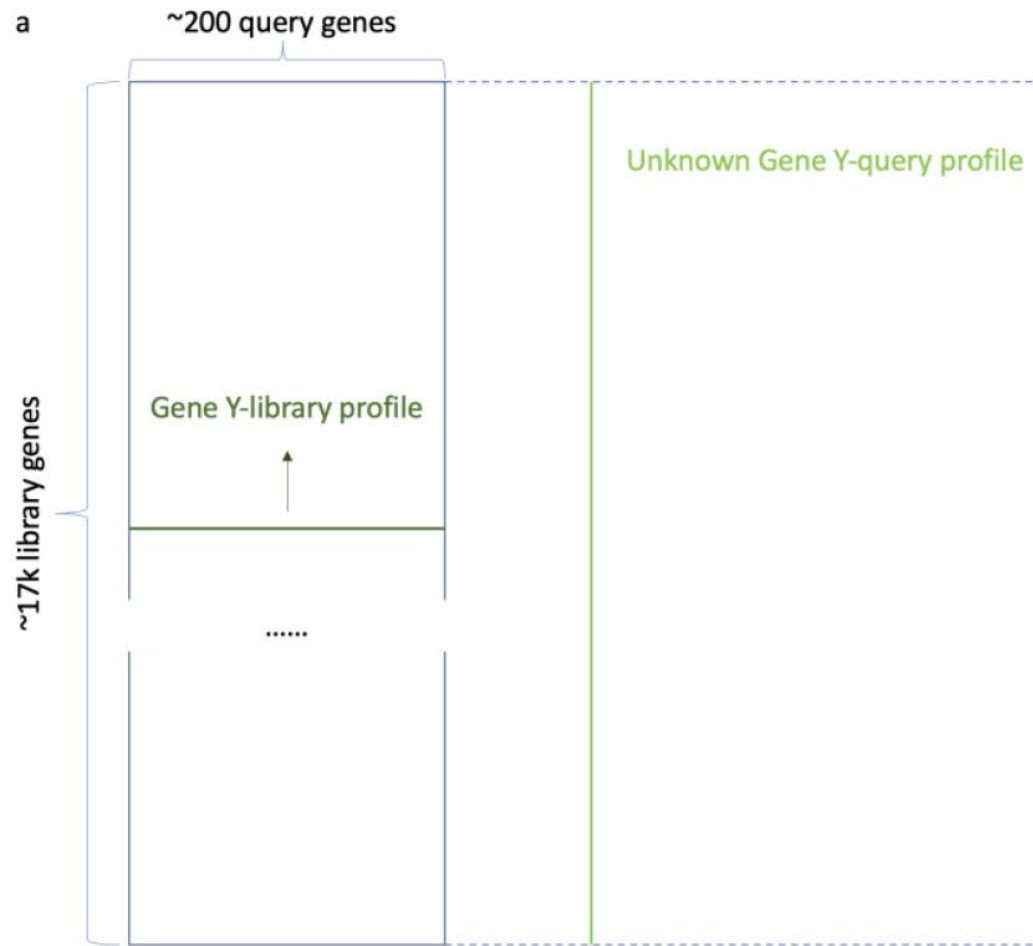 a
~200 query genes
Unknown Gene Y-query profile
Gene Y-library profile
~17k library genes
......